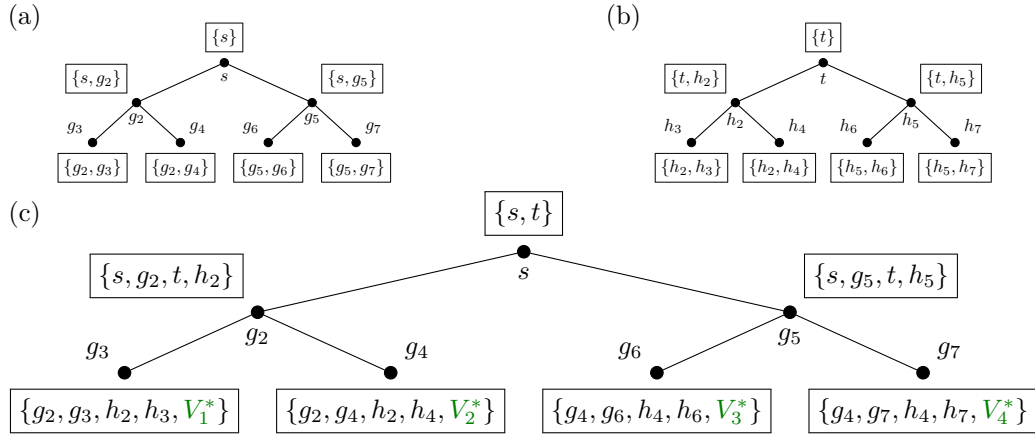 (a)
{s}
{s, g₂} s {s, g₅}
g₃ g₂ g₄ g₆ g₅ g₇
{g₂, g₃} {g₂, g₄} {g₅, g₆} {g₅, g₇}
(b)
{t}
{t, h₂} t {t, h₅}
h₃ h₂ h₄ h₆ h₅ h₇
{h₂, h₃} {h₂, h₄} {h₅, h₆} {h₅, h₇}
(c)
{s, t}
s
{s, g₂, t, h₂} {s, g₅, t, h₅}
g₃ g₂ g₄ g₆ g₅ g₇
{g₂, g₃, h₂, h₃, V₁*} {g₂, g₄, h₂, h₄, V₂*} {g₄, g₆, h₄, h₆, V₃*} {g₄, g₇, h₄, h₇, V₄*}